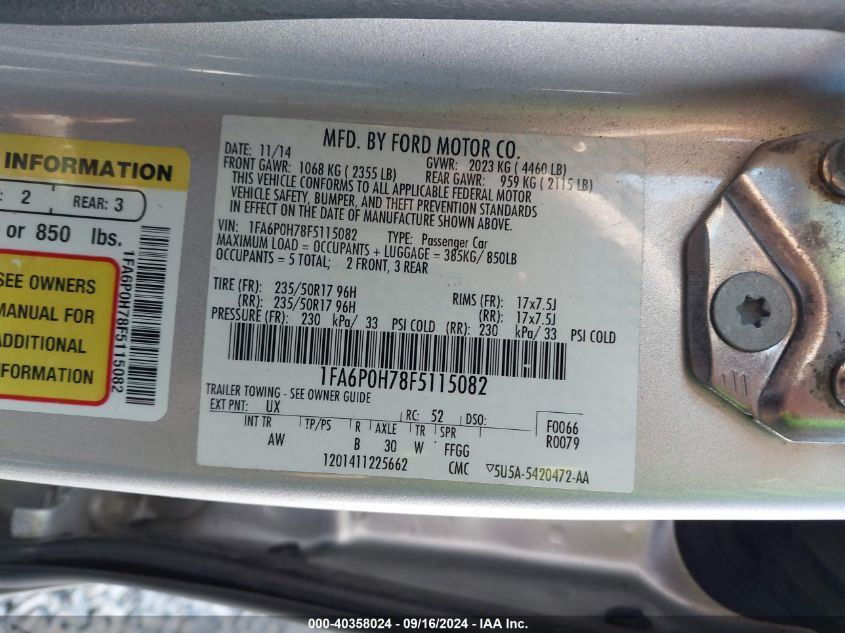 INFORMATION
2 REAR: 3
or 850 lbs.
SEE OWNERS
MANUAL FOR
ADDITIONAL
INFORMATION
1FA6P0H78F5115082
MFD. BY FORD MOTOR CO.
DATE: 11/14 GVWR: 2023 KG ( 4460 LB)
FRONT GAWR: 1068 KG ( 2355 LB) REAR GAWR: 959 KG ( 2115 LB)
THIS VEHICLE CONFORMS TO ALL APPLICABLE FEDERAL MOTOR
VEHICLE SAFETY, BUMPER, AND THEFT PREVENTION STANDARDS
IN EFFECT ON THE DATE OF MANUFACTURE SHOWN ABOVE.
VIN: 1FA6P0H78F5115082 TYPE: Passenger Car
MAXIMUM LOAD = OCCUPANTS + LUGGAGE = 385KG/ 850LB
OCCUPANTS = 5 TOTAL; 2 FRONT, 3 REAR
TIRE (FR): 235/50R17 96H RIMS (FR): 17x7.5J
(RR): 235/50R17 96H (RR): 17x7.5J
PRESSURE (FR): 230 kPa/ 33 PSI COLD (RR): 230 kPa/ 33 PSI COLD
1FA6P0H78F5115082
TRAILER TOWING - SEE OWNER GUIDE
EXT PNT: UX RC: 52 DSO: F0066
INT TR TP/PS R AXLE TR SPR R0079
AW B 30 W FFGG
1201411225662 CMC ▽5U5A-5420472-AA
000-40358024 - 09/16/2024 - IAA Inc.